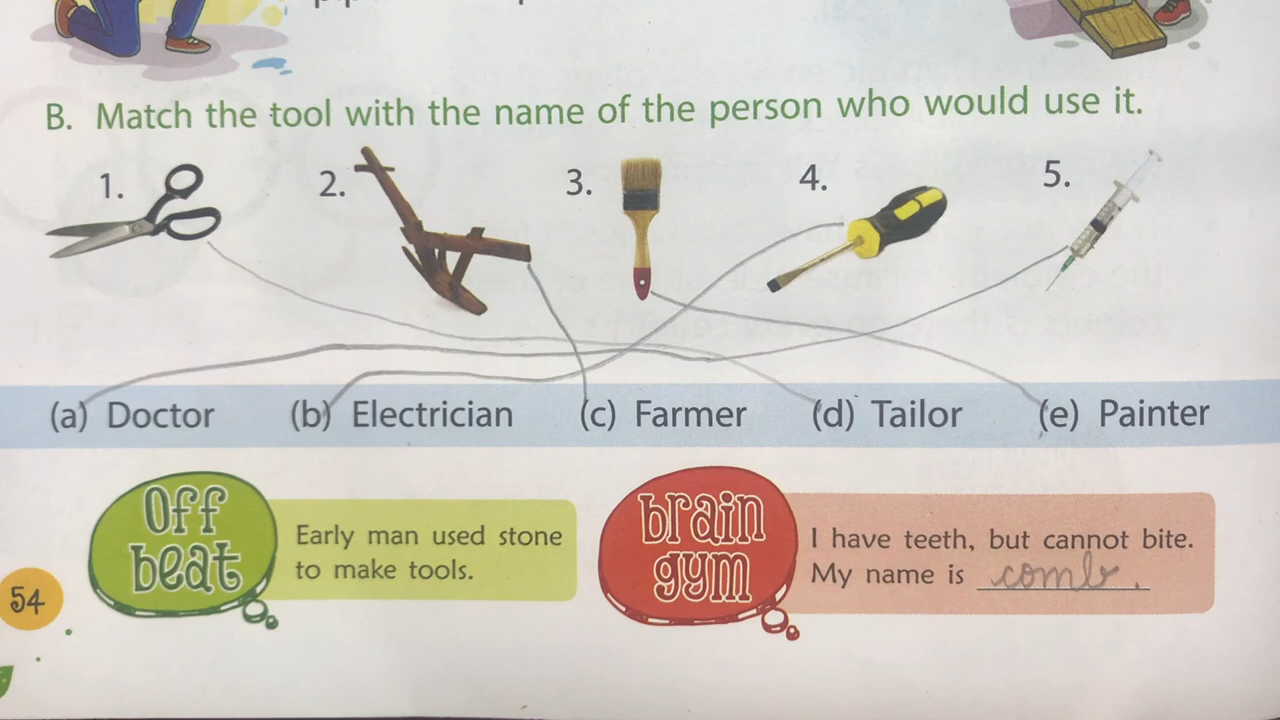 B. Match the tool with the name of the person who would use it.
1. 2. 3. 4. 5.
(a) Doctor (b) Electrician (c) Farmer (d) Tailor (e) Painter
Off
beat
Early man used stone
to make tools.
brain
gym
I have teeth, but cannot bite.
My name is comb.
54